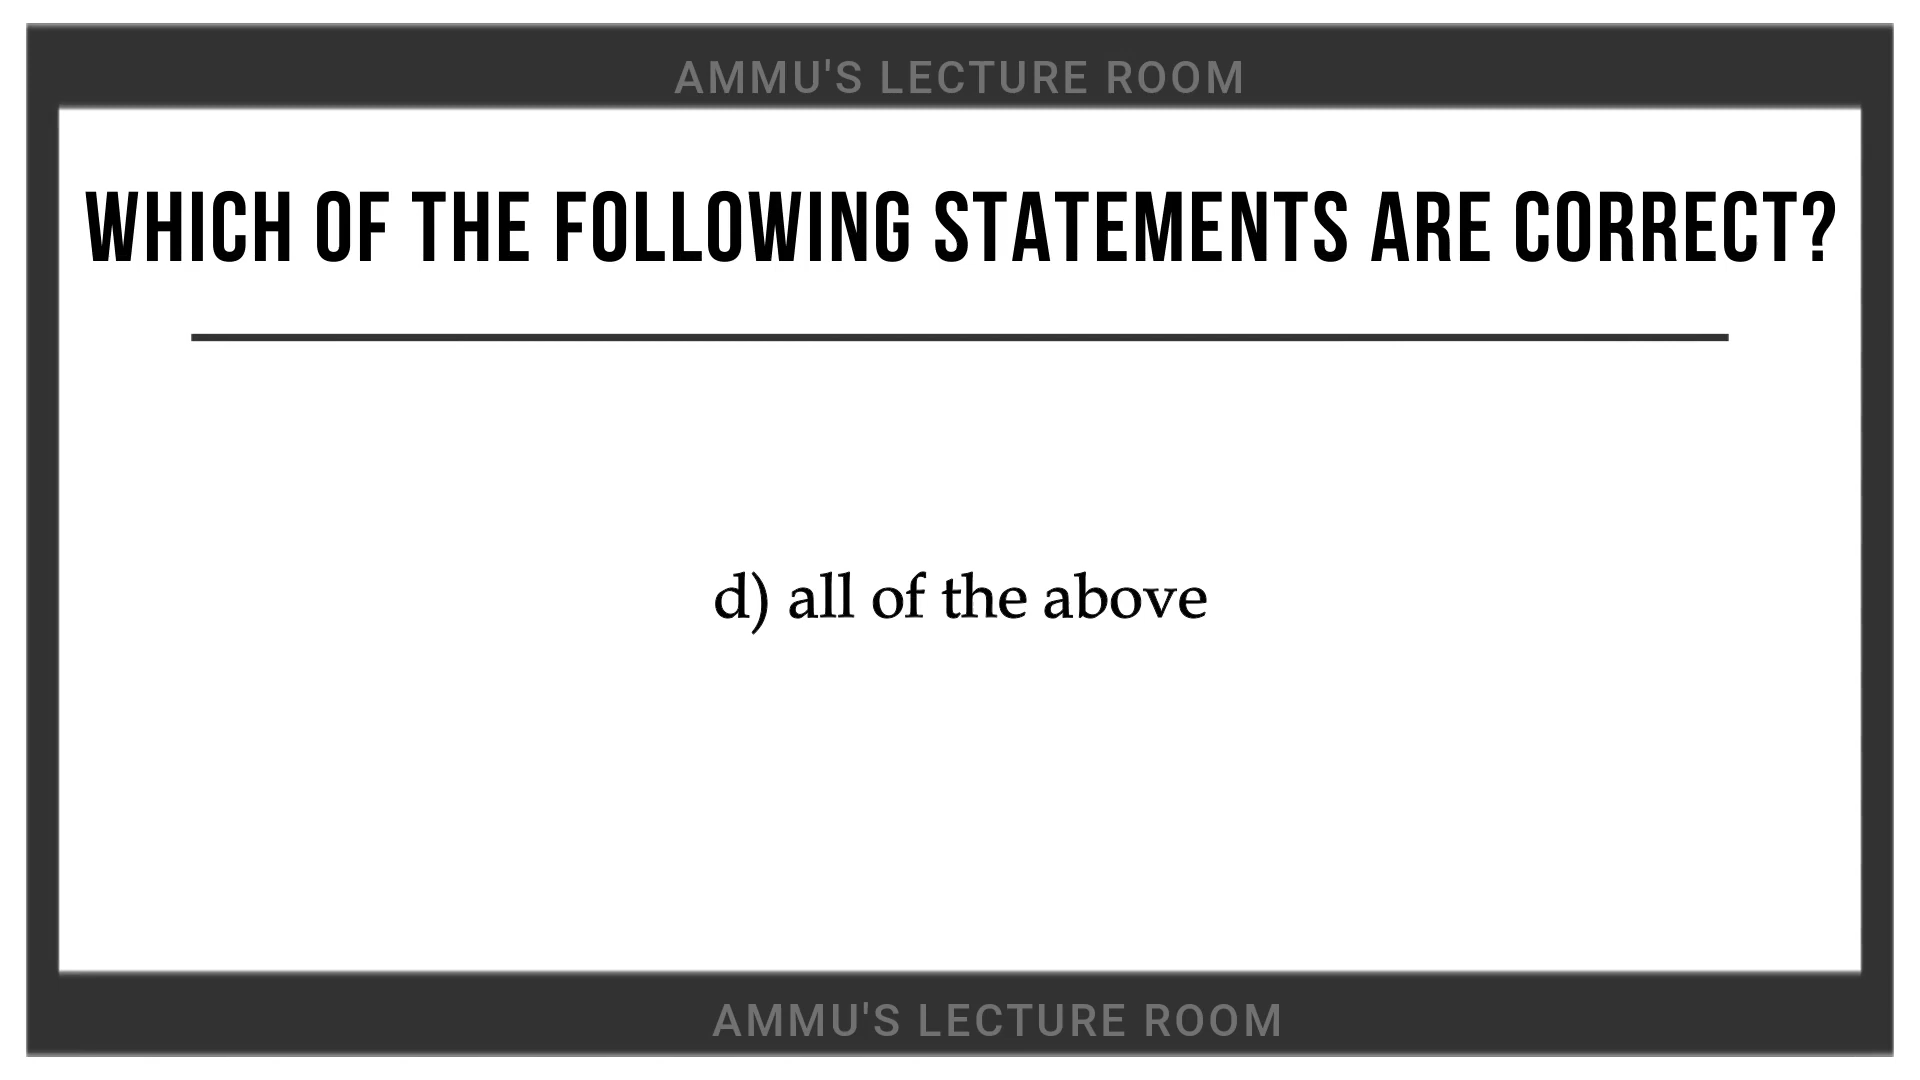 AMMU'S LECTURE ROOM
WHICH OF THE FOLLOWING STATEMENTS ARE CORRECT?
d) all of the above
AMMU'S LECTURE ROOM